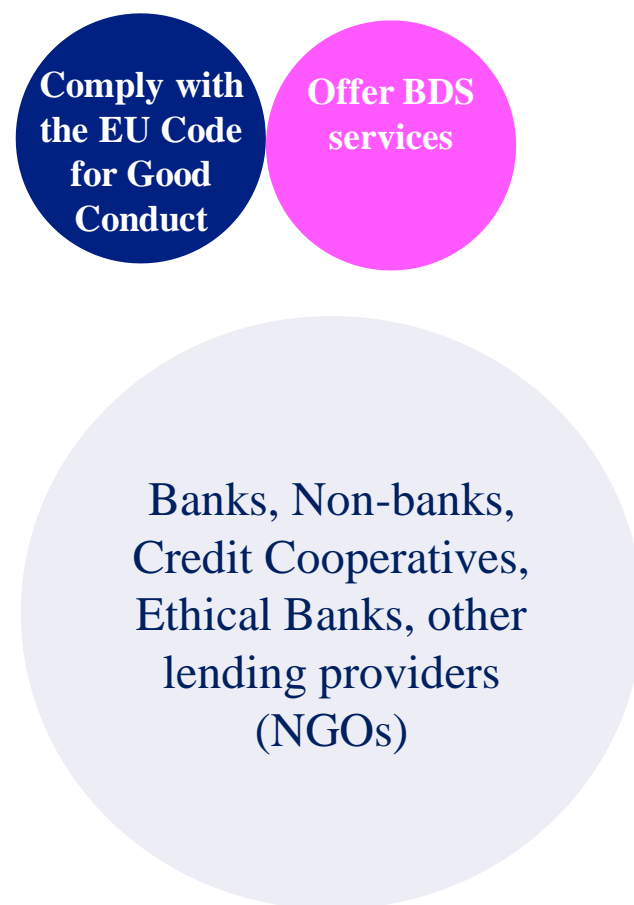 Comply with
the EU Code
for Good
Conduct
Offer BDS
services
Banks, Non-banks,
Credit Cooperatives,
Ethical Banks, other
lending providers
(NGOs)